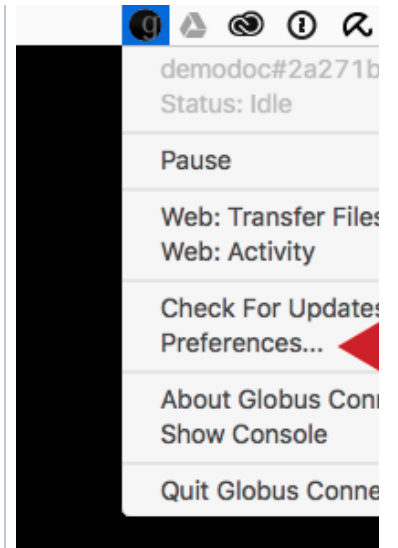 demodoc#2a271b
Status: Idle
Pause
Web: Transfer Files
Web: Activity
Check For Updates
Preferences...
About Globus Conn
Show Console
Quit Globus Conne